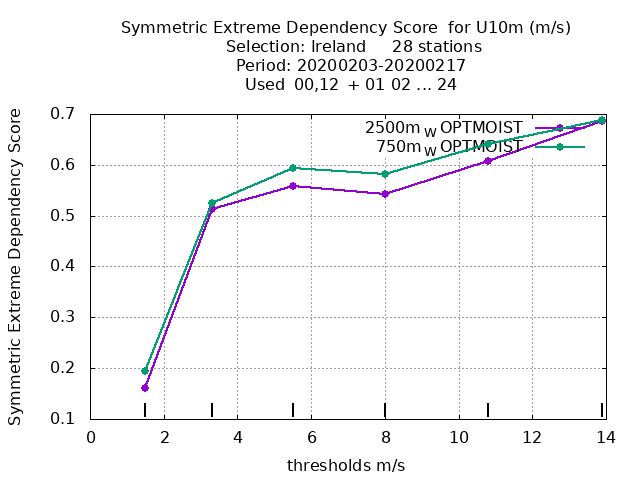 Symmetric Extreme Dependency Score for U10m (m/s)
Selection: Ireland 28 stations
Period: 20200203-20200217
Used 00,12 + 01 02 ... 24
Symmetric Extreme Dependency Score
0.7
0.6
0.5
0.4
0.3
0.2
0.1
2500m W OPTMOIST
750m W OPTMOIST
0 2 4 6 8 10 12 14
thresholds m/s